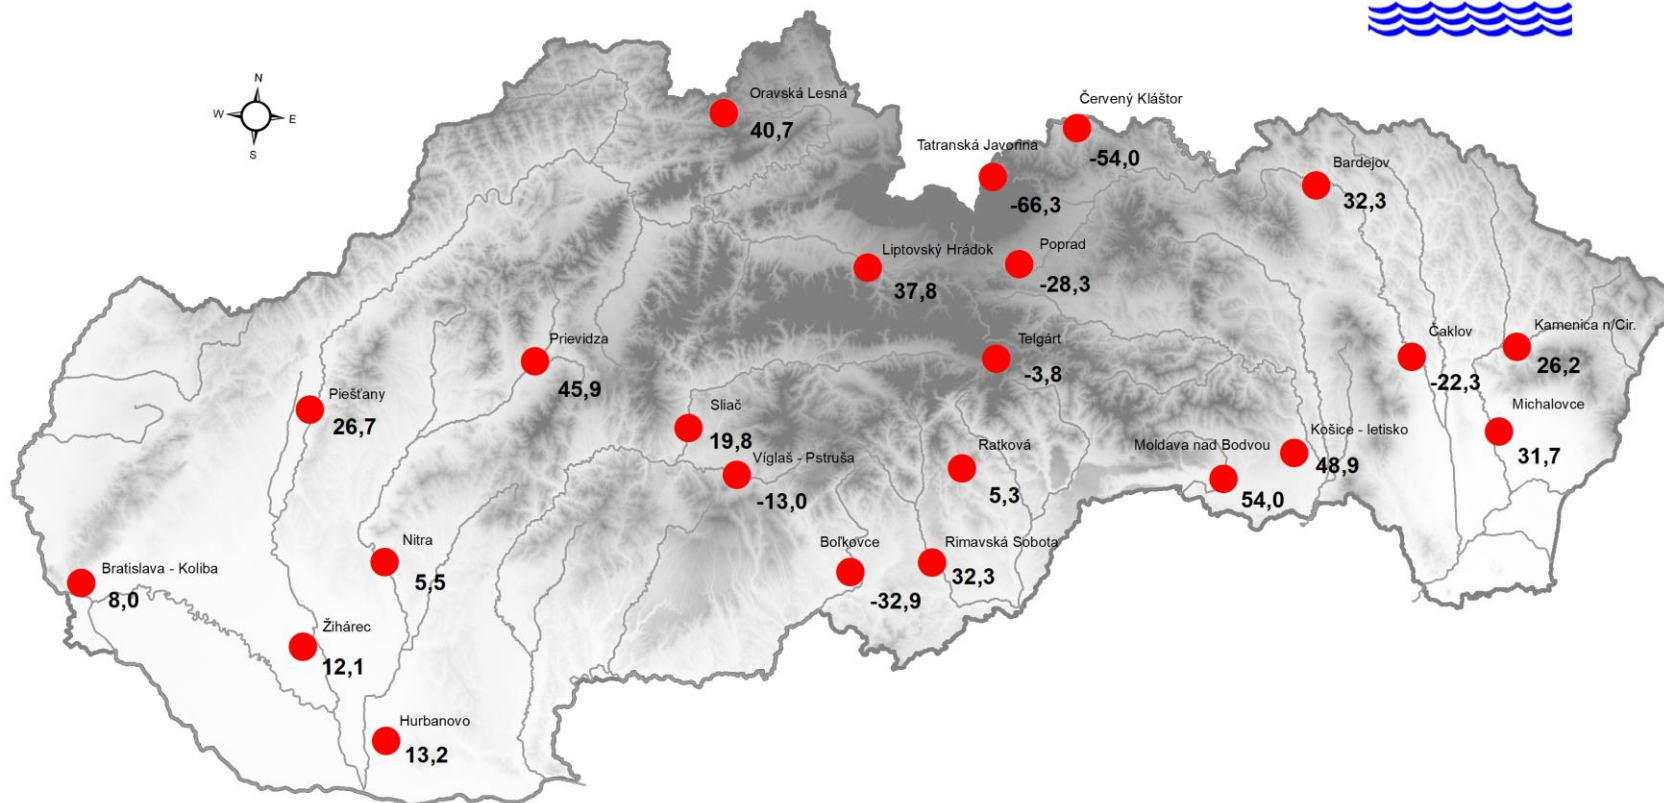 N
W
E
S
Oravská Lesná
40,7
Červený Kláštor
-54,0
Tatranská Javorina
-66,3
Bardejov
32,3
Liptovský Hrádok
37,8
Poprad
-28,3
Prievidza
45,9
Telgárt
-3,8
Čaklov
-22,3
Kamenica n/Cir.
26,2
Piešťany
26,7
Sliač
19,8
Michalovce
31,7
Víglaš - Pstruša
-13,0
Ratková
5,3
Moldava nad Bodvou
54,0
Košice - letisko
48,9
Nitra
5,5
Boľkovce
-32,9
Rimavská Sobota
32,3
Bratislava - Koliba
8,0
Žihárec
12,1
Hurbanovo
13,2